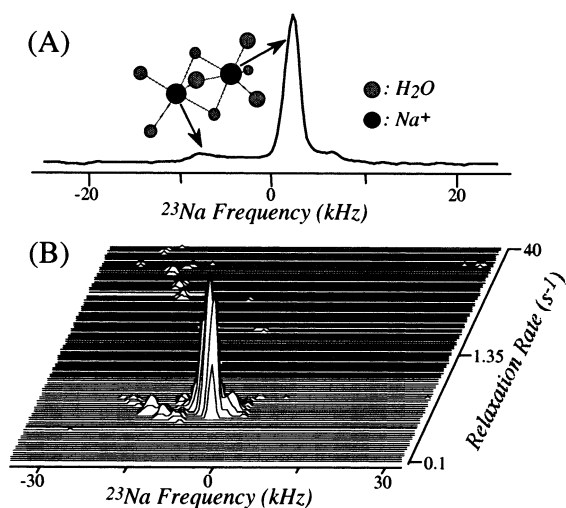 (A)
: H2O
: Na+
-20 0 20
23Na Frequency (kHz)
(B)
40
1.35
0.1
Relaxation Rate (s-1)
-30 0 30
23Na Frequency (kHz)